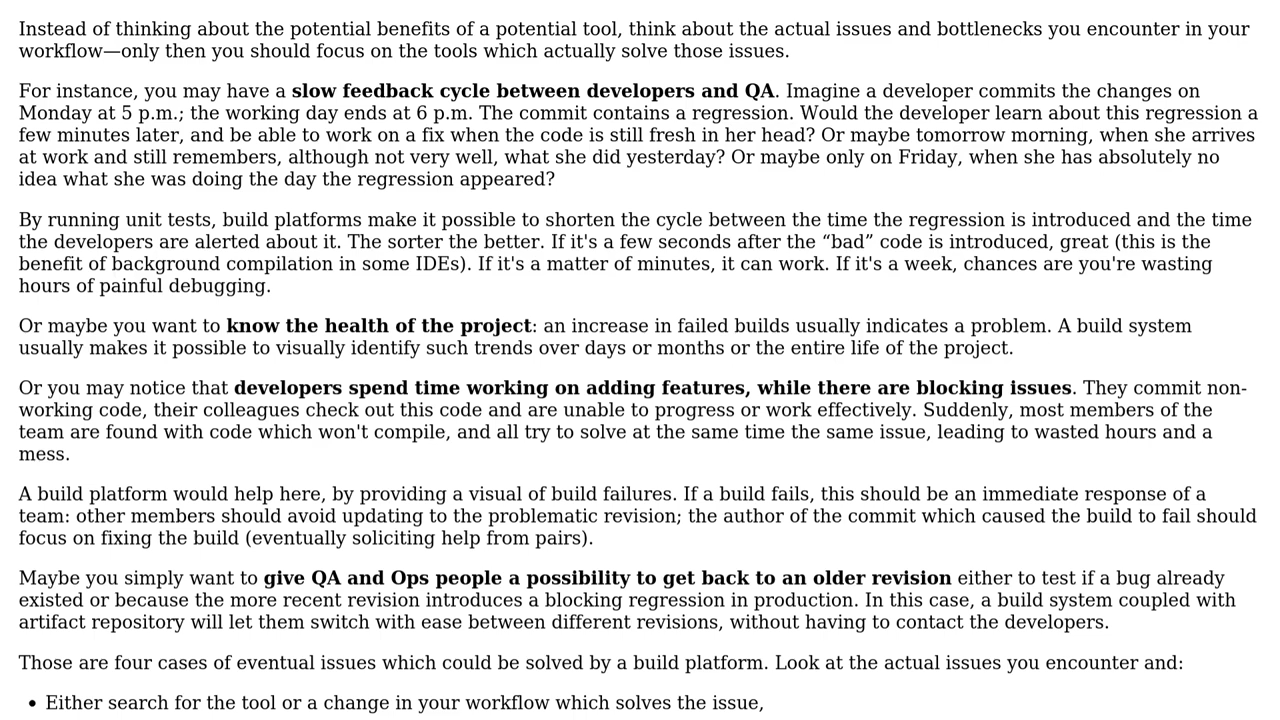 Instead of thinking about the potential benefits of a potential tool, think about the actual issues and bottlenecks you encounter in your
workflow—only then you should focus on the tools which actually solve those issues.
For instance, you may have a slow feedback cycle between developers and QA. Imagine a developer commits the changes on
Monday at 5 p.m.; the working day ends at 6 p.m. The commit contains a regression. Would the developer learn about this regression a
few minutes later, and be able to work on a fix when the code is still fresh in her head? Or maybe tomorrow morning, when she arrives
at work and still remembers, although not very well, what she did yesterday? Or maybe only on Friday, when she has absolutely no
idea what she was doing the day the regression appeared?
By running unit tests, build platforms make it possible to shorten the cycle between the time the regression is introduced and the time
the developers are alerted about it. The sorter the better. If it's a few seconds after the “bad” code is introduced, great (this is the
benefit of background compilation in some IDEs). If it's a matter of minutes, it can work. If it's a week, chances are you're wasting
hours of painful debugging.
Or maybe you want to know the health of the project: an increase in failed builds usually indicates a problem. A build system
usually makes it possible to visually identify such trends over days or months or the entire life of the project.
Or you may notice that developers spend time working on adding features, while there are blocking issues. They commit non-
working code, their colleagues check out this code and are unable to progress or work effectively. Suddenly, most members of the
team are found with code which won't compile, and all try to solve at the same time the same issue, leading to wasted hours and a
mess.
A build platform would help here, by providing a visual of build failures. If a build fails, this should be an immediate response of a
team: other members should avoid updating to the problematic revision; the author of the commit which caused the build to fail should
focus on fixing the build (eventually soliciting help from pairs).
Maybe you simply want to give QA and Ops people a possibility to get back to an older revision either to test if a bug already
existed or because the more recent revision introduces a blocking regression in production. In this case, a build system coupled with
artifact repository will let them switch with ease between different revisions, without having to contact the developers.
Those are four cases of eventual issues which could be solved by a build platform. Look at the actual issues you encounter and:
• Either search for the tool or a change in your workflow which solves the issue,